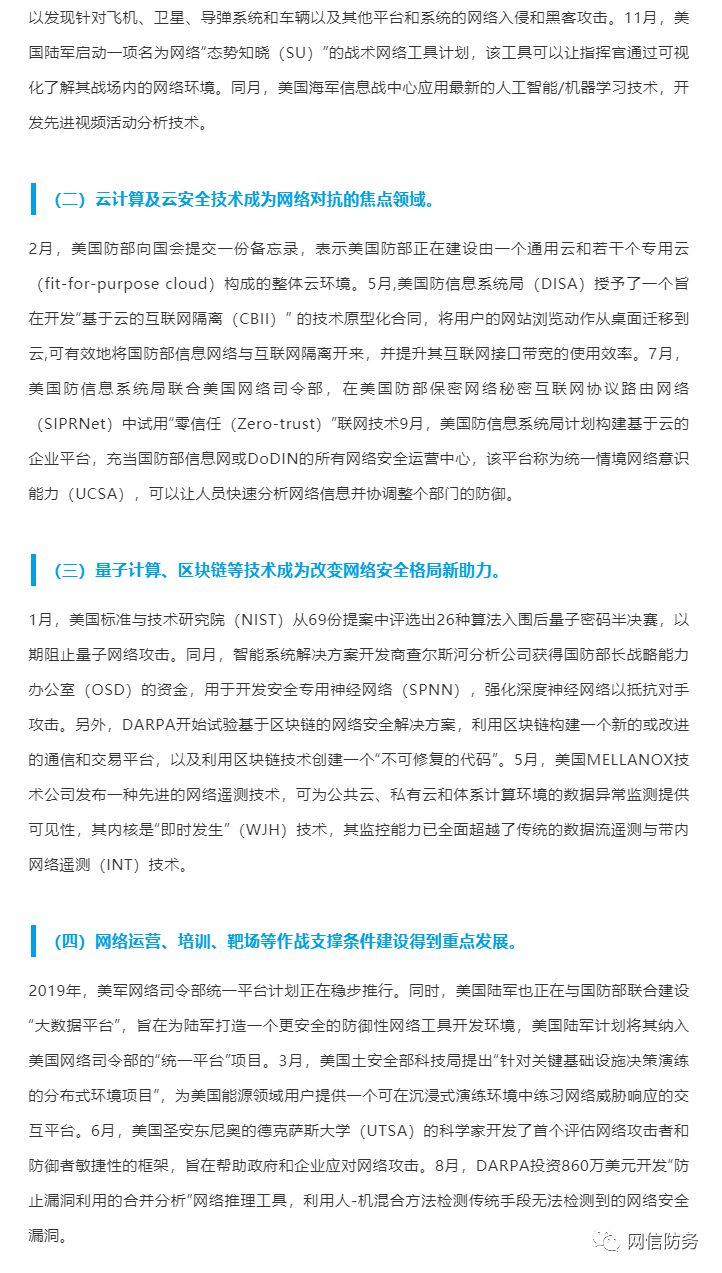 以发现针对飞机、卫星、导弹系统和车辆以及其他平台和系统的网络入侵和黑客攻击。11月，美
国陆军启动一项名为网络“态势知晓（SU）”的战术网络工具计划，该工具可以让指挥官通过可视
化了解其战场内的网络环境。同月，美国海军信息战中心应用最新的人工智能/机器学习技术，开
发先进视频活动分析技术。
（二）云计算及云安全技术成为网络对抗的焦点领域。
2月，美国防部向国会提交一份备忘录，表示美国防部正在建设由一个通用云和若干个专用云
（fit-for-purpose cloud）构成的整体云环境。5月,美国防信息系统局（DISA）授予了一个旨
在开发“基于云的互联网隔离（CBII）” 的技术原型化合同，将用户的网站浏览动作从桌面迁移到
云,可有效地将国防部信息网络与互联网隔离开来，并提升其互联网接口带宽的使用效率。7月，
美国防信息系统局联合美国网络司令部，在美国防部保密网络秘密互联网协议路由网络
（SIPRNet）中试用“零信任（Zero-trust）”联网技术9月，美国防信息系统局计划构建基于云的
企业平台，充当国防部信息网或DoDIN的所有网络安全运营中心，该平台称为统一情境网络意识
能力（UCSA），可以让人员快速分析网络信息并协调整个部门的防御。
（三）量子计算、区块链等技术成为改变网络安全格局新助力。
1月，美国标准与技术研究院（NIST）从69份提案中评选出26种算法入围后量子密码半决赛，以
期阻止量子网络攻击。同月，智能系统解决方案开发商查尔斯河分析公司获得国防部长战略能力
办公室（OSD）的资金，用于开发安全专用神经网络（SPNN），强化深度神经网络以抵抗对手
攻击。另外，DARPA开始试验基于区块链的网络安全解决方案，利用区块链构建一个新的或改进
的通信和交易平台，以及利用区块链技术创建一个“不可修复的代码”。5月，美国MELLANOX技
术公司发布一种先进的网络遥测技术，可为公共云、私有云和体系计算环境的数据异常监测提供
可见性，其内核是“即时发生”（WJH）技术，其监控能力已全面超越了传统的数据流遥测与带内
网络遥测（INT）技术。
（四）网络运营、培训、靶场等作战支撑条件建设得到重点发展。
2019年，美军网络司令部统一平台计划正在稳步推行。同时，美国陆军也正在与国防部联合建设
“大数据平台”，旨在为陆军打造一个更安全的防御性网络工具开发环境，美国陆军计划将其纳入
美国网络司令部的“统一平台”项目。3月，美国土安全部科技局提出“针对关键基础设施决策演练
的分布式环境项目”，为美国能源领域用户提供一个可在沉浸式演练环境中练习网络威胁响应的交
互平台。6月，美国圣安东尼奥的德克萨斯大学（UTSA）的科学家开发了首个评估网络攻击者和
防御者敏捷性的框架，旨在帮助政府和企业应对网络攻击。8月，DARPA投资860万美元开发“防
止漏洞利用的合并分析”网络推理工具，利用人-机混合方法检测传统手段无法检测到的网络安全
漏洞。
网信防务